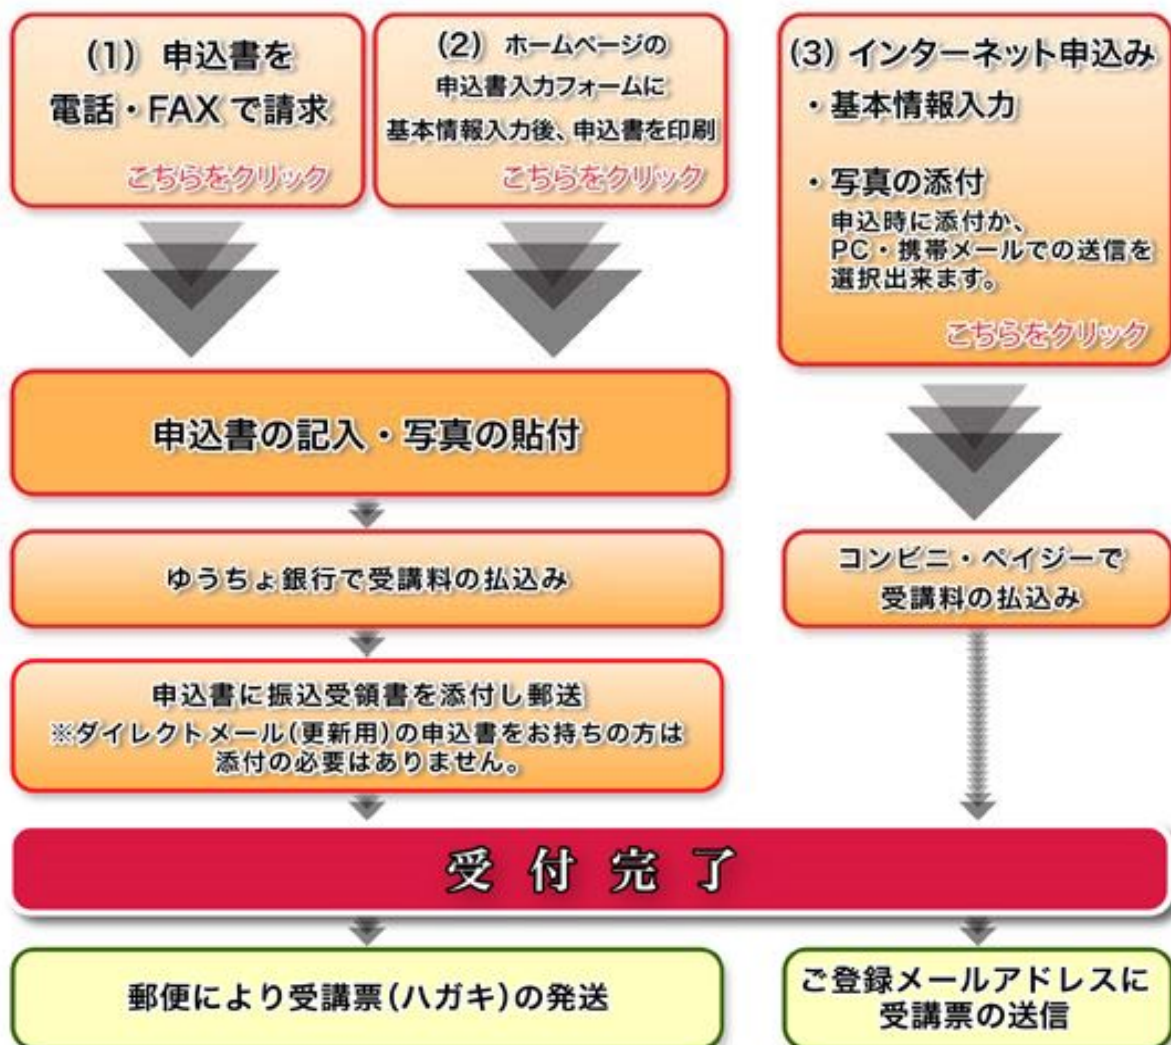 (1) 申込書を
電話・FAXで請求
こちらをクリック
(2) ホームページの
申込書入力フォームに
基本情報入力後、申込書を印刷
こちらをクリック
(3) インターネット申込み
・基本情報入力
・写真の添付
申込時に添付か、
PC・携帯メールでの送信を
選択出来ます。
こちらをクリック
申込書の記入・写真の貼付
ゆうちょ銀行で受講料の払込み
申込書に振込受領書を添付し郵送
※ダイレクトメール(更新用)の申込書をお持ちの方は
添付の必要はありません。
コンビニ・ペイジーで
受講料の払込み
受付完了
郵便により受講票(ハガキ)の発送
ご登録メールアドレスに
受講票の送信